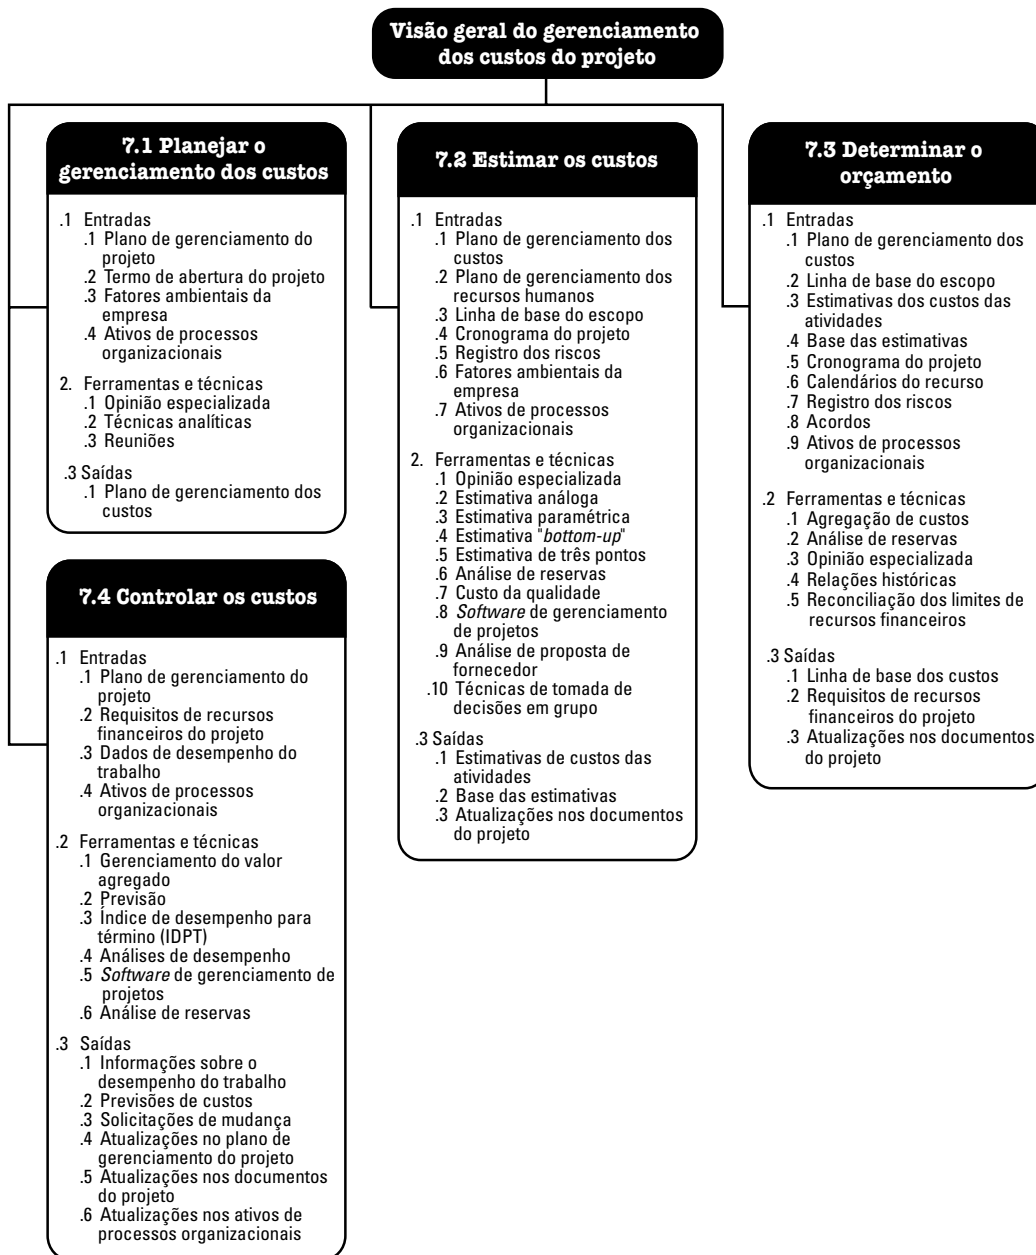 Visão geral do gerenciamento
dos custos do projeto
7.1 Planejar o
gerenciamento dos custos
.1 Entradas
.1 Plano de gerenciamento do
projeto
.2 Termo de abertura do projeto
.3 Fatores ambientais da
empresa
.4 Ativos de processos
organizacionais
2. Ferramentas e técnicas
.1 Opinião especializada
.2 Técnicas analíticas
.3 Reuniões
.3 Saídas
.1 Plano de gerenciamento dos
custos
7.2 Estimar os custos
.1 Entradas
.1 Plano de gerenciamento dos
custos
.2 Plano de gerenciamento dos
recursos humanos
.3 Linha de base do escopo
.4 Cronograma do projeto
.5 Registro dos riscos
.6 Fatores ambientais da
empresa
.7 Ativos de processos
organizacionais
2. Ferramentas e técnicas
.1 Opinião especializada
.2 Estimativa análoga
.3 Estimativa paramétrica
.4 Estimativa "bottom-up"
.5 Estimativa de três pontos
.6 Análise de reservas
.7 Custo da qualidade
.8 Software de gerenciamento
de projetos
.9 Análise de proposta de
fornecedor
.10 Técnicas de tomada de
decisões em grupo
.3 Saídas
.1 Estimativas de custos das
atividades
.2 Base das estimativas
.3 Atualizações nos documentos
do projeto
7.3 Determinar o
orçamento
.1 Entradas
.1 Plano de gerenciamento dos
custos
.2 Linha de base do escopo
.3 Estimativas dos custos das
atividades
.4 Base das estimativas
.5 Cronograma do projeto
.6 Calendários do recurso
.7 Registro dos riscos
.8 Acordos
.9 Ativos de processos
organizacionais
.2 Ferramentas e técnicas
.1 Agregação de custos
.2 Análise de reservas
.3 Opinião especializada
.4 Relações históricas
.5 Reconciliação dos limites de
recursos financeiros
.3 Saídas
.1 Linha de base dos custos
.2 Requisitos de recursos
financeiros do projeto
.3 Atualizações nos documentos
do projeto
7.4 Controlar os custos
.1 Entradas
.1 Plano de gerenciamento do
projeto
.2 Requisitos de recursos
financeiros do projeto
.3 Dados de desempenho do
trabalho
.4 Ativos de processos
organizacionais
.2 Ferramentas e técnicas
.1 Gerenciamento do valor
agregado
.2 Previsão
.3 Índice de desempenho para
término (IDPT)
.4 Análises de desempenho
.5 Software de gerenciamento de
projetos
.6 Análise de reservas
.3 Saídas
.1 Informações sobre o
desempenho do trabalho
.2 Previsões de custos
.3 Solicitações de mudança
.4 Atualizações no plano de
gerenciamento do projeto
.5 Atualizações nos documentos
do projeto
.6 Atualizações nos ativos de
processos organizacionais